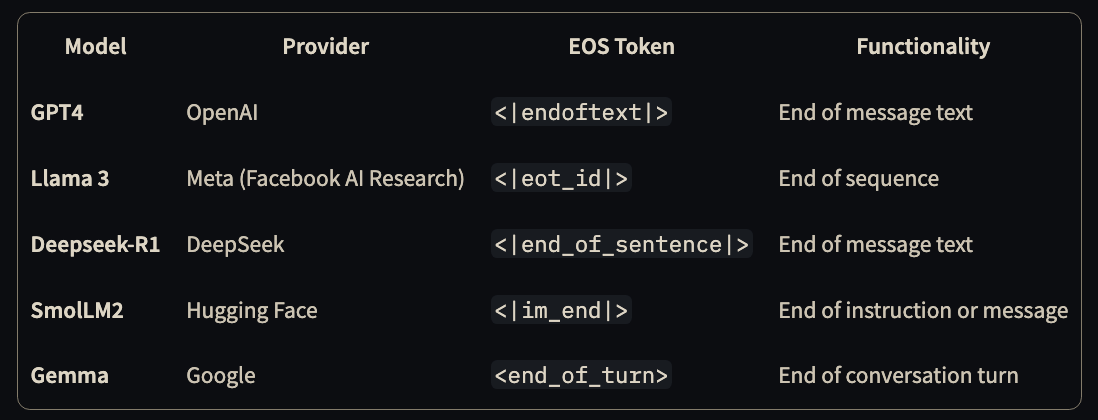 Model Provider EOS Token Functionality
GPT4 OpenAI <|endoftext|> End of message text
Llama 3 Meta (Facebook AI Research) <|eot_id|> End of sequence
Deepseek-R1 DeepSeek <|end_of_sentence|> End of message text
SmolLM2 Hugging Face <|im_end|> End of instruction or message
Gemma Google <end_of_turn> End of conversation turn